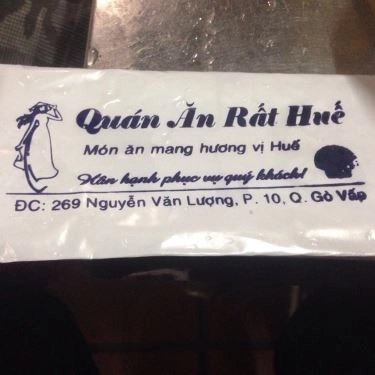 Quán Ăn Rất Huế
Món ăn mang hương vị Huế
Hân hạnh phục vụ quý khách!
ĐC: 269 Nguyễn Văn Lượng, P. 10, Q. Gò Vấp